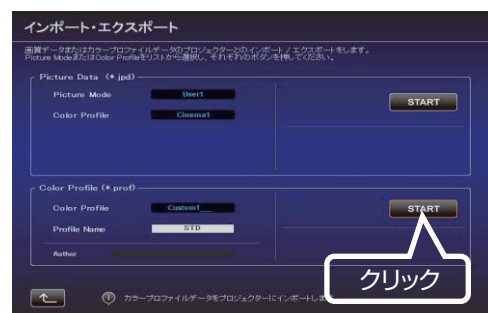 インポート・エクスポート
画質データまたはカラープロファイルデータのプロジェクターとのインポート / エクスポートをします。
Picture ModeまたはColor Profileをリストから選択し、それぞれのボタンを押してください。
Picture Data (*.jpd)
Picture Mode User1
START
Color Profile Cinema1
Color Profile (*.prof)
Color Profile Custom1__
START
Profile Name STD
Author
クリック
カラープロファイルデータをプロジェクターにインポートしま